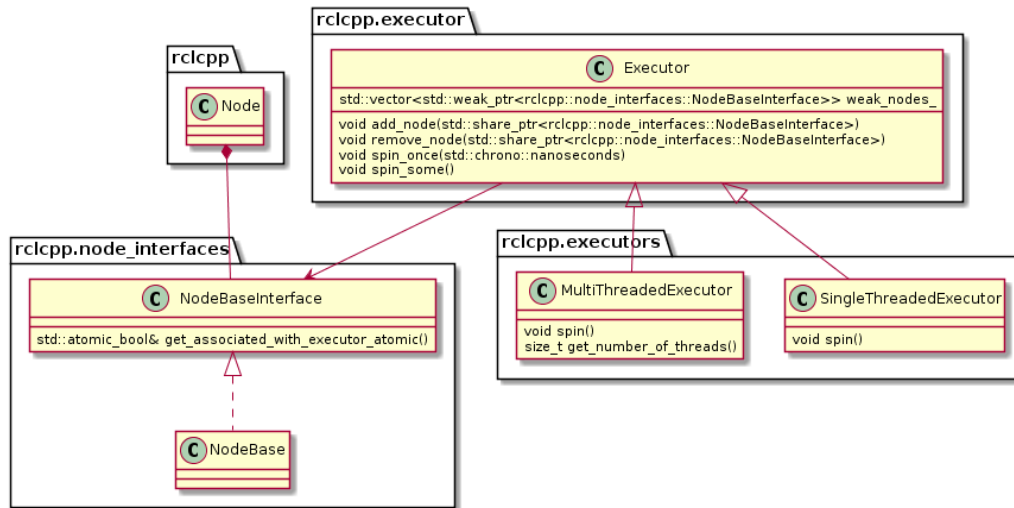 rclcpp.executor
rclcpp
C Executor
std::vector<std::weak_ptr<rclcpp::node_interfaces::NodeBaseInterface>> weak_nodes_
void add_node(std::share_ptr<rclcpp::node_interfaces::NodeBaseInterface>)
void remove_node(std::share_ptr<rclcpp::node_interfaces::NodeBaseInterface>)
void spin_once(std::chrono::nanoseconds)
void spin_some()
C Node
rclcpp.node_interfaces
C NodeBaseInterface
std::atomic_bool& get_associated_with_executor_atomic()
C NodeBase
rclcpp.executors
C MultiThreadedExecutor
void spin()
size_t get_number_of_threads()
C SingleThreadedExecutor
void spin()